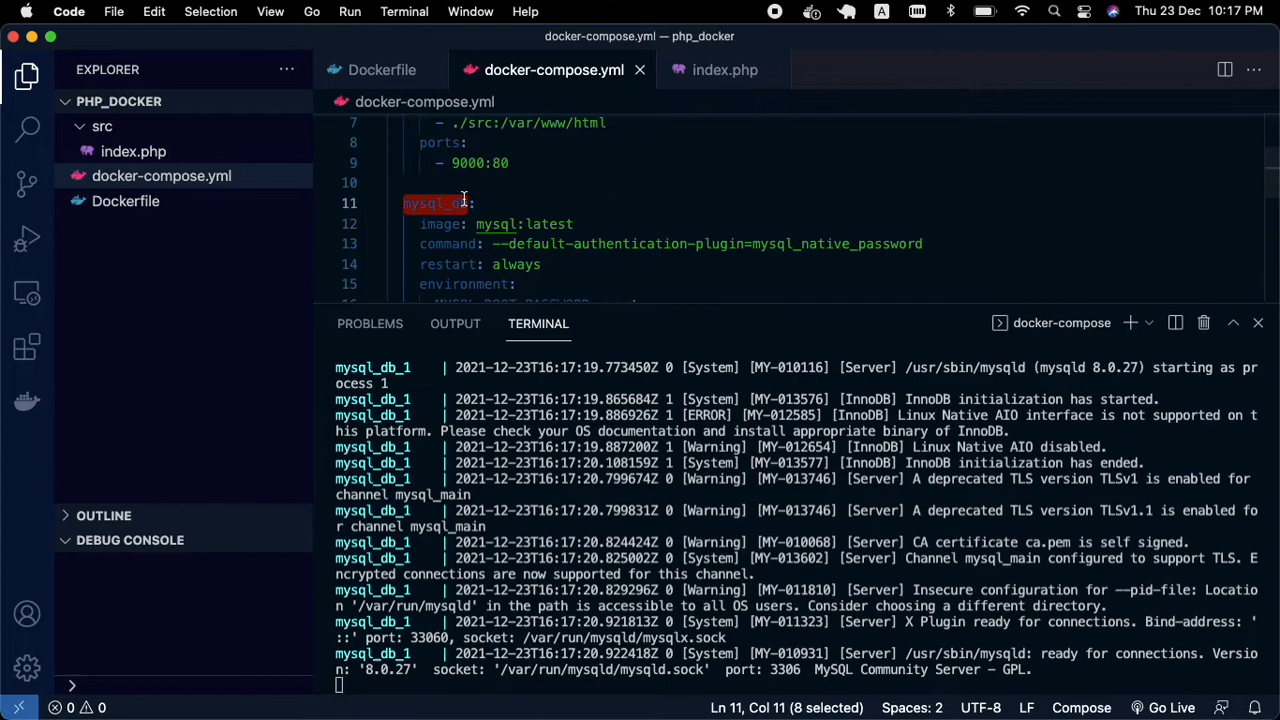 Code File Edit Selection View Go Run Terminal Window Help A Thu 23 Dec 10:17 PM
docker-compose.yml — php_docker
EXPLORER
Dockerfile
docker-compose.yml
index.php
PHP_DOCKER
src
index.php
docker-compose.yml
Dockerfile
docker-compose.yml
7 - ./src:/var/www/html
8 ports:
9 - 9000:80
10
11 mysql_db:
12 image: mysql:latest
13 command: --default-authentication-plugin=mysql_native_password
14 restart: always
15 environment:
16 MYSQL_ROOT_PASSWORD
PROBLEMS OUTPUT TERMINAL docker-compose
mysql_db_1 | 2021-12-23T16:17:19.773450Z 0 [System] [MY-010116] [Server] /usr/sbin/mysqld (mysqld 8.0.27) starting as pr
ocess 1
mysql_db_1 | 2021-12-23T16:17:19.865684Z 1 [System] [MY-013576] [InnoDB] InnoDB initialization has started.
mysql_db_1 | 2021-12-23T16:17:19.886926Z 1 [ERROR] [MY-012585] [InnoDB] Linux Native AIO interface is not supported on t
his platform. Please check your OS documentation and install appropriate binary of InnoDB.
mysql_db_1 | 2021-12-23T16:17:19.887200Z 1 [Warning] [MY-012654] [InnoDB] Linux Native AIO disabled.
mysql_db_1 | 2021-12-23T16:17:20.108159Z 1 [System] [MY-013577] [InnoDB] InnoDB initialization has ended.
mysql_db_1 | 2021-12-23T16:17:20.799674Z 0 [Warning] [MY-013746] [Server] A deprecated TLS version TLSv1 is enabled for
channel mysql_main
mysql_db_1 | 2021-12-23T16:17:20.799831Z 0 [Warning] [MY-013746] [Server] A deprecated TLS version TLSv1.1 is enabled fo
r channel mysql_main
mysql_db_1 | 2021-12-23T16:17:20.824424Z 0 [Warning] [MY-010068] [Server] CA certificate ca.pem is self signed.
mysql_db_1 | 2021-12-23T16:17:20.825002Z 0 [System] [MY-013602] [Server] Channel mysql_main configured to support TLS. E
ncrypted connections are now supported for this channel.
mysql_db_1 | 2021-12-23T16:17:20.829296Z 0 [Warning] [MY-011810] [Server] Insecure configuration for --pid-file: Locatio
n '/var/run/mysqld' in the path is accessible to all OS users. Consider choosing a different directory.
mysql_db_1 | 2021-12-23T16:17:20.921813Z 0 [System] [MY-011323] [Server] X Plugin ready for connections. Bind-address: '
::' port: 33060, socket: /var/run/mysqld/mysqlx.sock
mysql_db_1 | 2021-12-23T16:17:20.922418Z 0 [System] [MY-010931] [Server] /usr/sbin/mysqld: ready for connections. Versio
n: '8.0.27' socket: '/var/run/mysqld/mysqld.sock' port: 3306 MySQL Community Server - GPL.
OUTLINE
DEBUG CONSOLE
0 0 Ln 11, Col 11 (8 selected) Spaces: 2 UTF-8 LF Compose Go Live